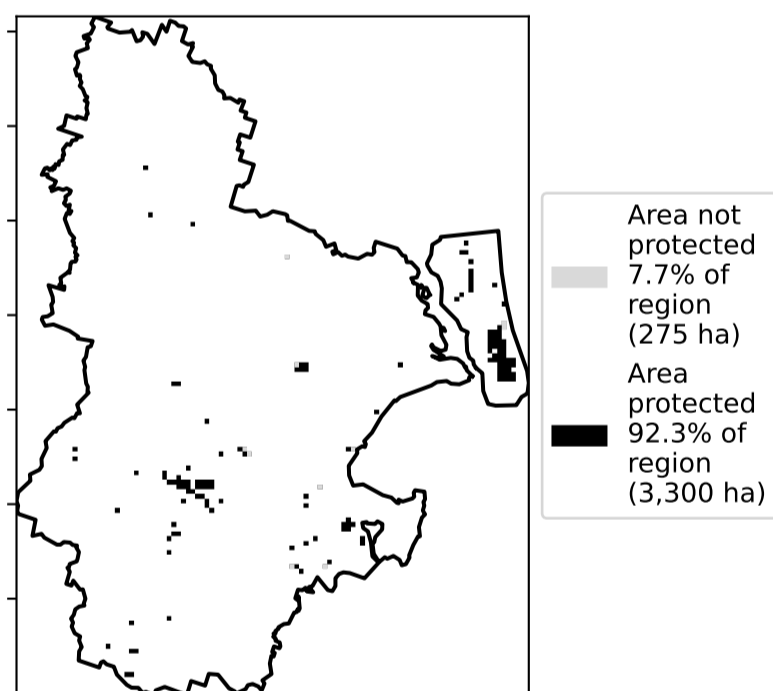 Area not
protected
7.7% of
region
(275 ha)
Area
protected
92.3% of
region
(3,300 ha)